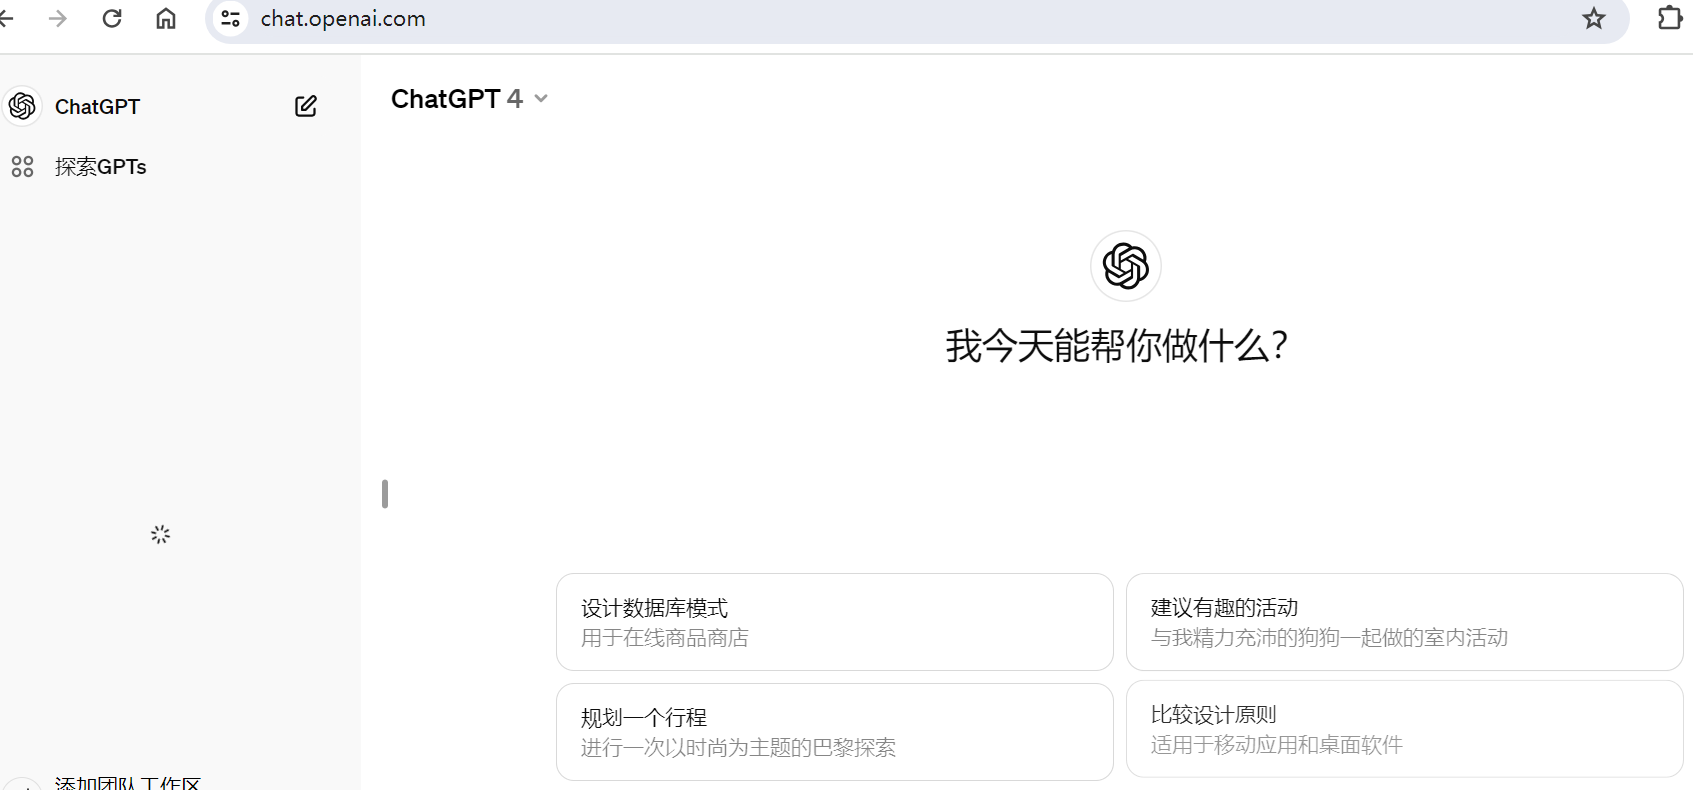 chat.openai.com
ChatGPT
探索GPTs
添加团队工作区
ChatGPT 4
我今天能帮你做什么？
设计数据库模式
用于在线商品商店
建议有趣的活动
与我精力充沛的狗狗一起做的室内活动
规划一个行程
进行一次以时尚为主题的巴黎探索
比较设计原则
适用于移动应用和桌面软件